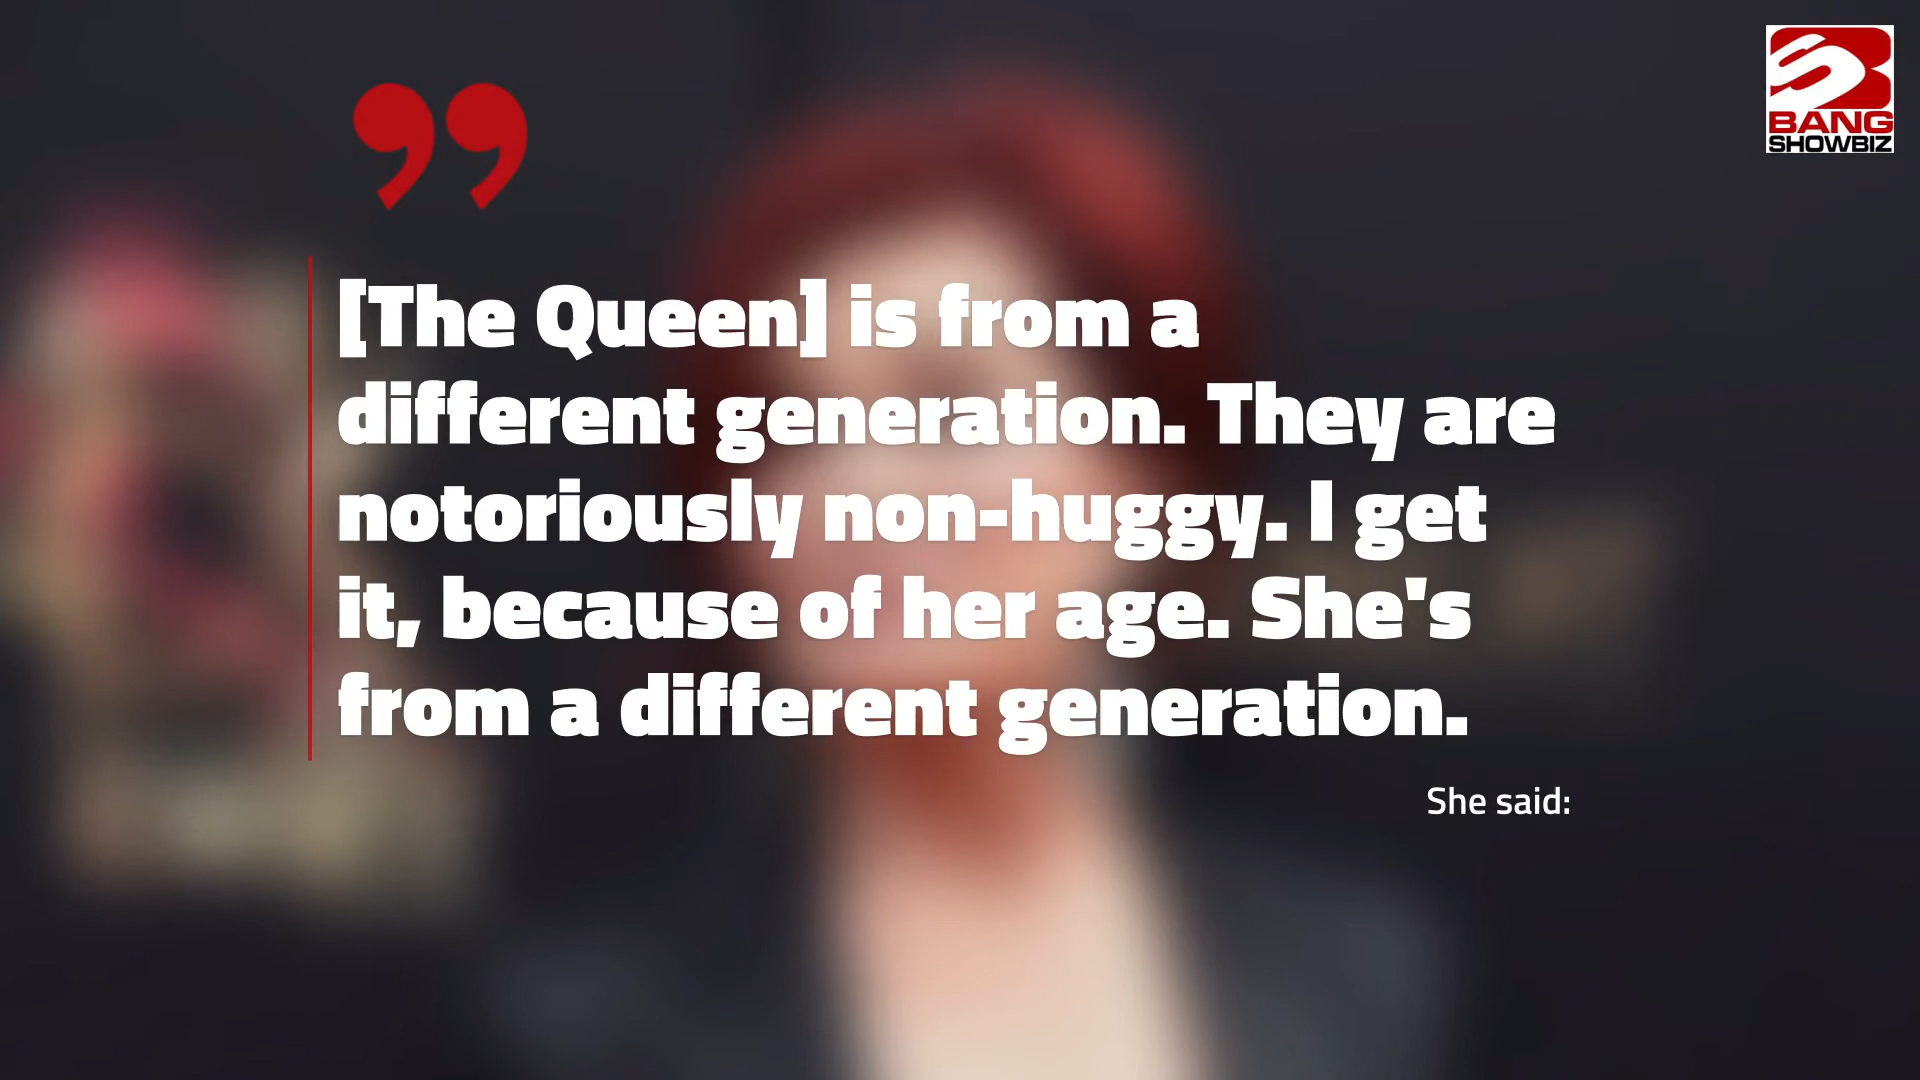 BANG
SHOWBIZ
[The Queen] is from a
different generation. They are
notoriously non-huggy. I get
it, because of her age. She's
from a different generation.
She said: